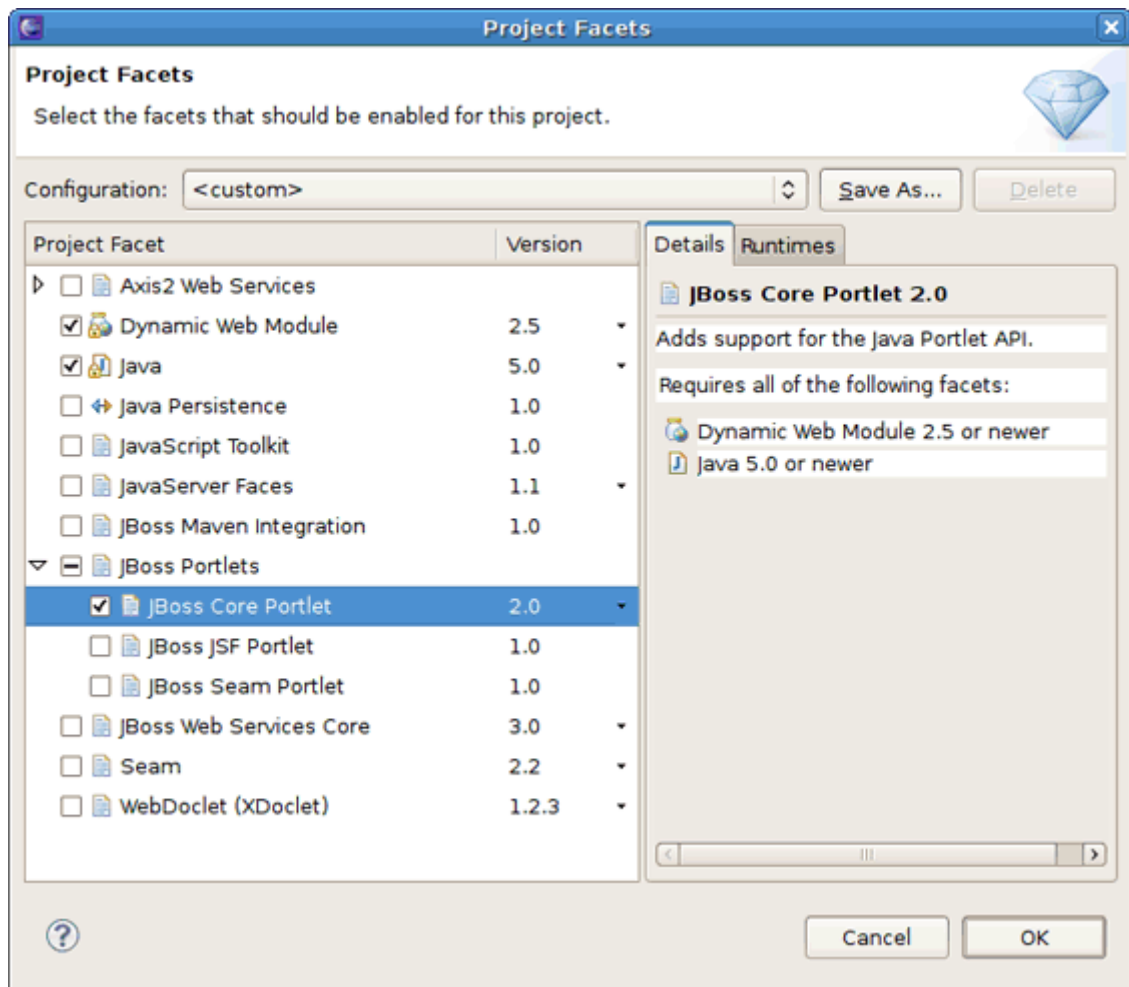 Project Facets
Project Facets
Select the facets that should be enabled for this project.
Configuration: <custom> Save As... Delete
Project Facet Version
Axis2 Web Services
Dynamic Web Module 2.5
Java 5.0
Java Persistence 1.0
JavaScript Toolkit 1.0
JavaServer Faces 1.1
JBoss Maven Integration 1.0
JBoss Portlets
JBoss Core Portlet 2.0
JBoss JSF Portlet 1.0
JBoss Seam Portlet 1.0
JBoss Web Services Core 3.0
Seam 2.2
WebDoclet (XDoclet) 1.2.3
Details Runtimes
JBoss Core Portlet 2.0
Adds support for the Java Portlet API.
Requires all of the following facets:
Dynamic Web Module 2.5 or newer
Java 5.0 or newer
Cancel OK